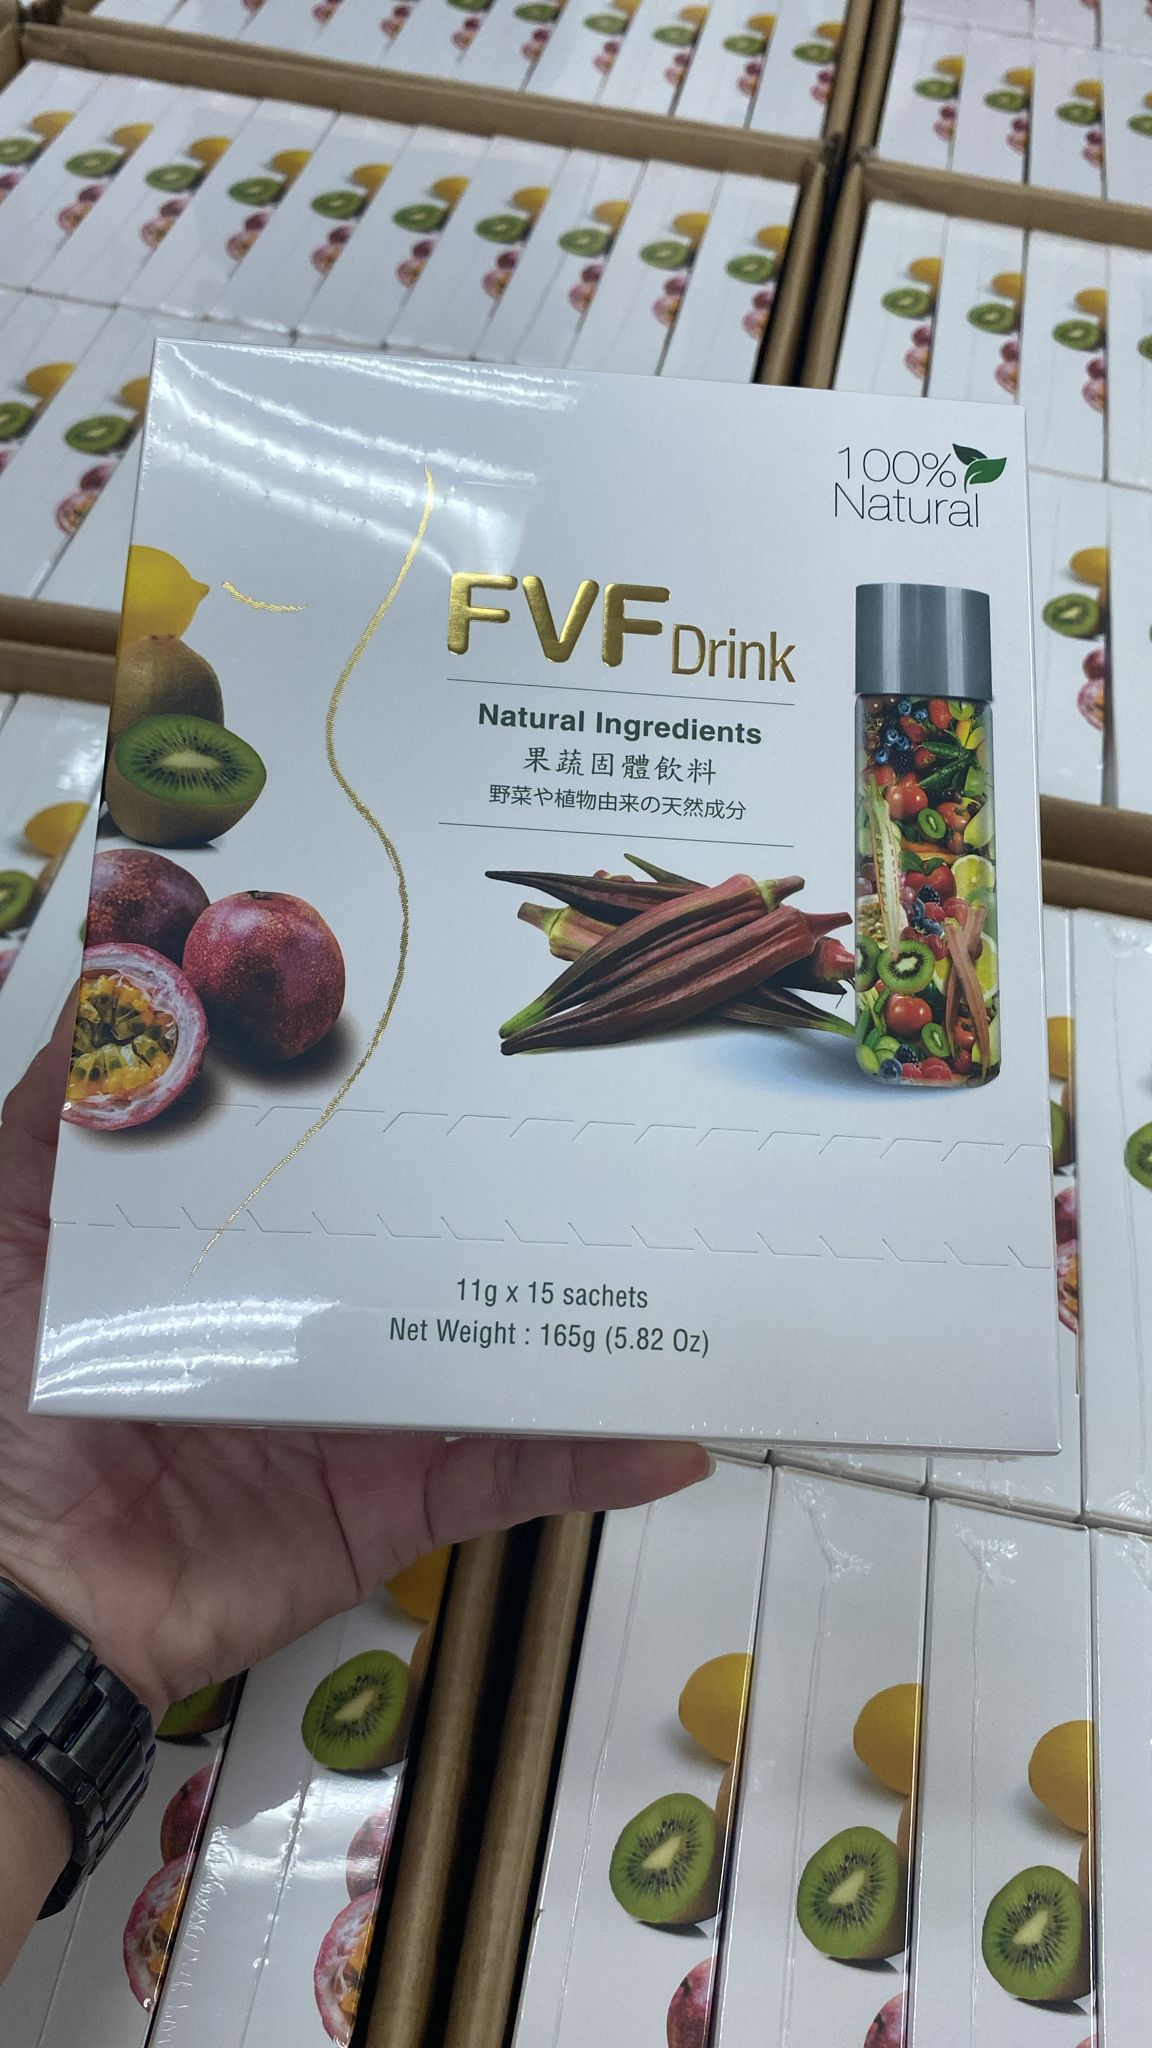 100%
Natural
FVF Drink
Natural Ingredients
果蔬固體飲料
野菜や植物由来の天然成分
11g x 15 sachets
Net Weight : 165g (5.82 Oz)